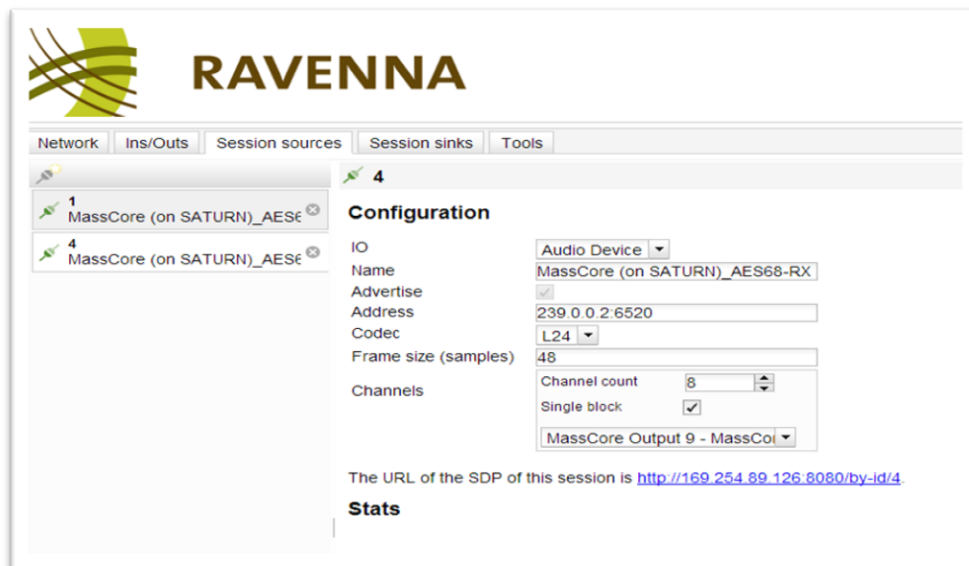 RAVENNA
Network Ins/Outs Session sources Session sinks Tools
1
MassCore (on SATURN)_AES6
4
MassCore (on SATURN)_AES6
4
Configuration
IO Audio Device
Name MassCore (on SATURN)_AES68-RX
Advertise
Address 239.0.0.2:6520
Codec L24
Frame size (samples) 48
Channels
Channel count 8
Single block
MassCore Output 9 - MassCo
The URL of the SDP of this session is http://169.254.89.126:8080/by-id/4.
Stats